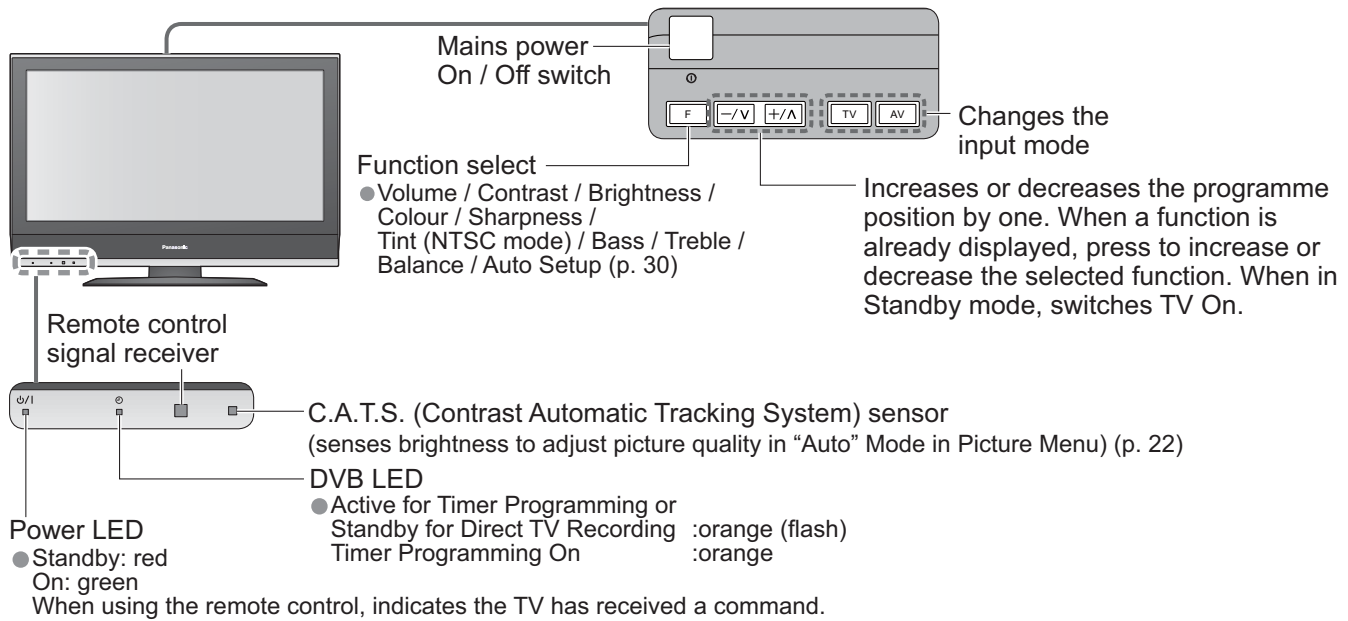 Mains power
On / Off switch
F
−/∨
+/∧
TV
AV
Changes the
input mode
Function select
●Volume / Contrast / Brightness /
Colour / Sharpness /
Tint (NTSC mode) / Bass / Treble /
Balance / Auto Setup (p. 30)
Increases or decreases the programme
position by one. When a function is
already displayed, press to increase or
decrease the selected function. When in
Standby mode, switches TV On.
Panasonic
Remote control
signal receiver
⏻/I
C.A.T.S. (Contrast Automatic Tracking System) sensor
(senses brightness to adjust picture quality in “Auto” Mode in Picture Menu) (p. 22)
DVB LED
●Active for Timer Programming or
Standby for Direct TV Recording :orange (flash)
Timer Programming On :orange
Power LED
●Standby: red
On: green
When using the remote control, indicates the TV has received a command.